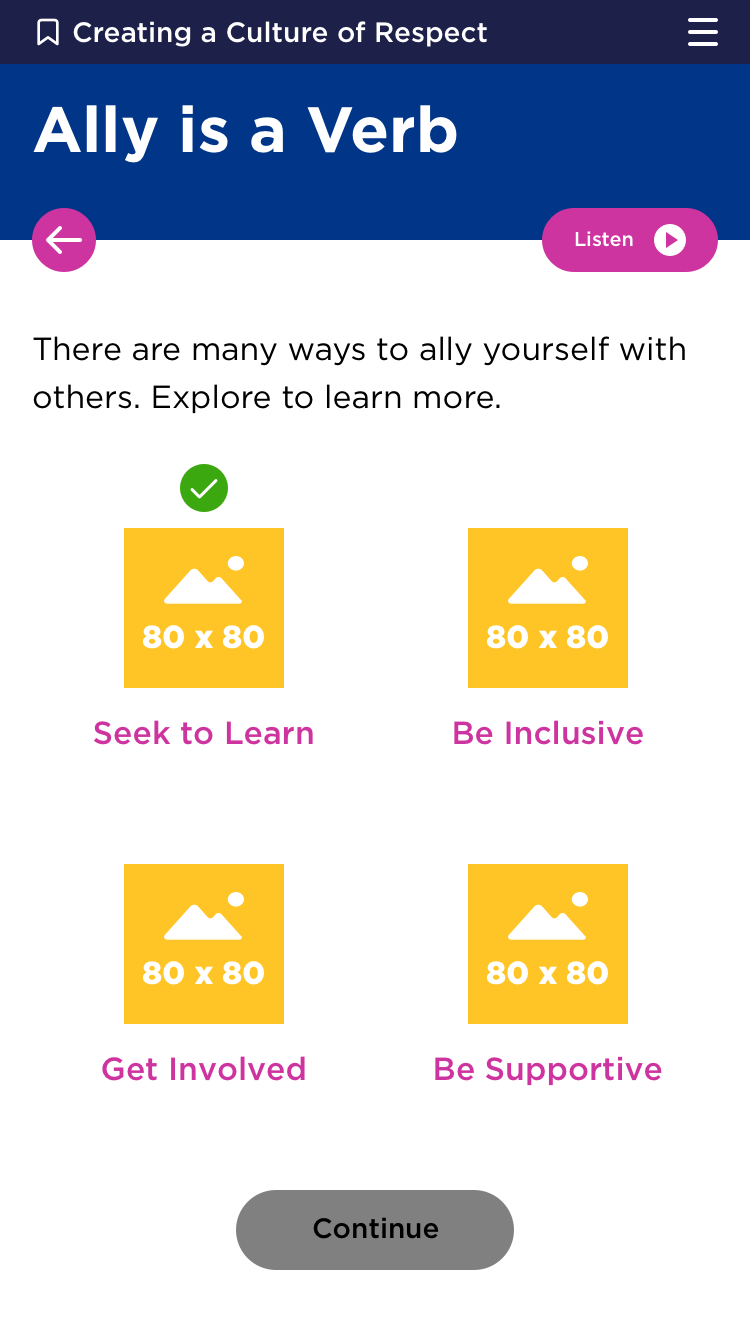 Creating a Culture of Respect
Ally is a Verb
Listen
There are many ways to ally yourself with
others. Explore to learn more.
80 x 80
80 x 80
Seek to Learn
Be Inclusive
80 x 80
80 x 80
Get Involved
Be Supportive
Continue